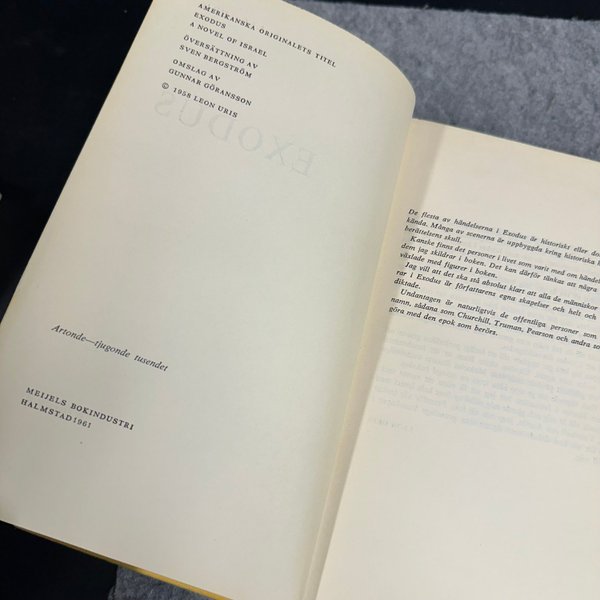 AMERIKANSKA ORIGINALETS TITEL
EXODUS
A NOVEL OF ISRAEL
ÖVERSÄTTNING AV
SVEN BERGSTRÖM
OMSLAG AV
GUNNAR GÖRANSSON
© 1958 LEON URIS
EXODUS
Artonde—tjugonde tusendet
MEIJELS BOKINDUSTRI
HALMSTAD 1961
De flesta av händelserna i Exodus är historiskt eller do
kända. Många av scenerna är uppbyggda kring historiska h
berättelsens skull.
Kanske finns det personer i livet som varit med om händel
dem jag skildrar i boken. Det kan därför tänkas att några
växlade med figurer i boken.
Jag vill att det ska stå absolut klart att alla de människor
rar i Exodus är författarens egna skapelser och helt och
diktade.
Undantagen är naturligtvis de offentliga personer som
namn, sådana som Churchill, Truman, Pearson och andra so
göra med den epok som berörs.